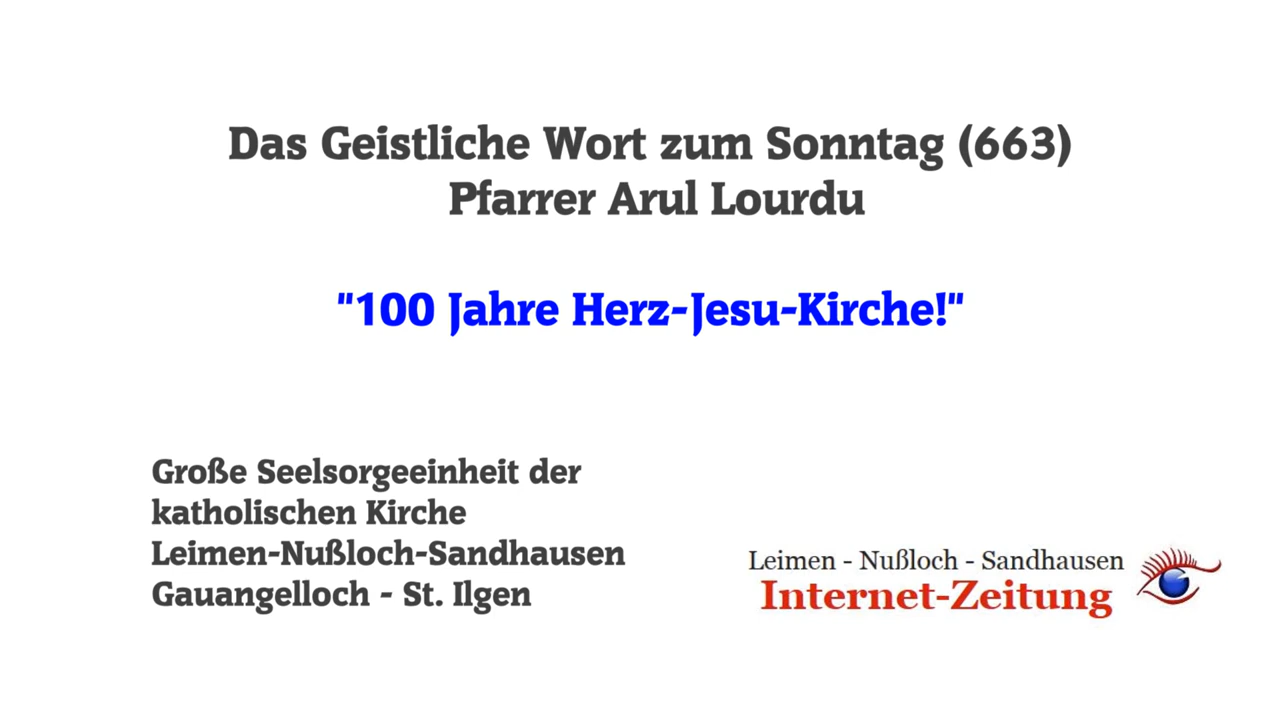 Das Geistliche Wort zum Sonntag (663)
Pfarrer Arul Lourdu
"100 Jahre Herz-Jesu-Kirche!"
Große Seelsorgeeinheit der
katholischen Kirche
Leimen-Nußloch-Sandhausen
Gauangelloch - St. Ilgen
Leimen - Nußloch - Sandhausen
Internet-Zeitung